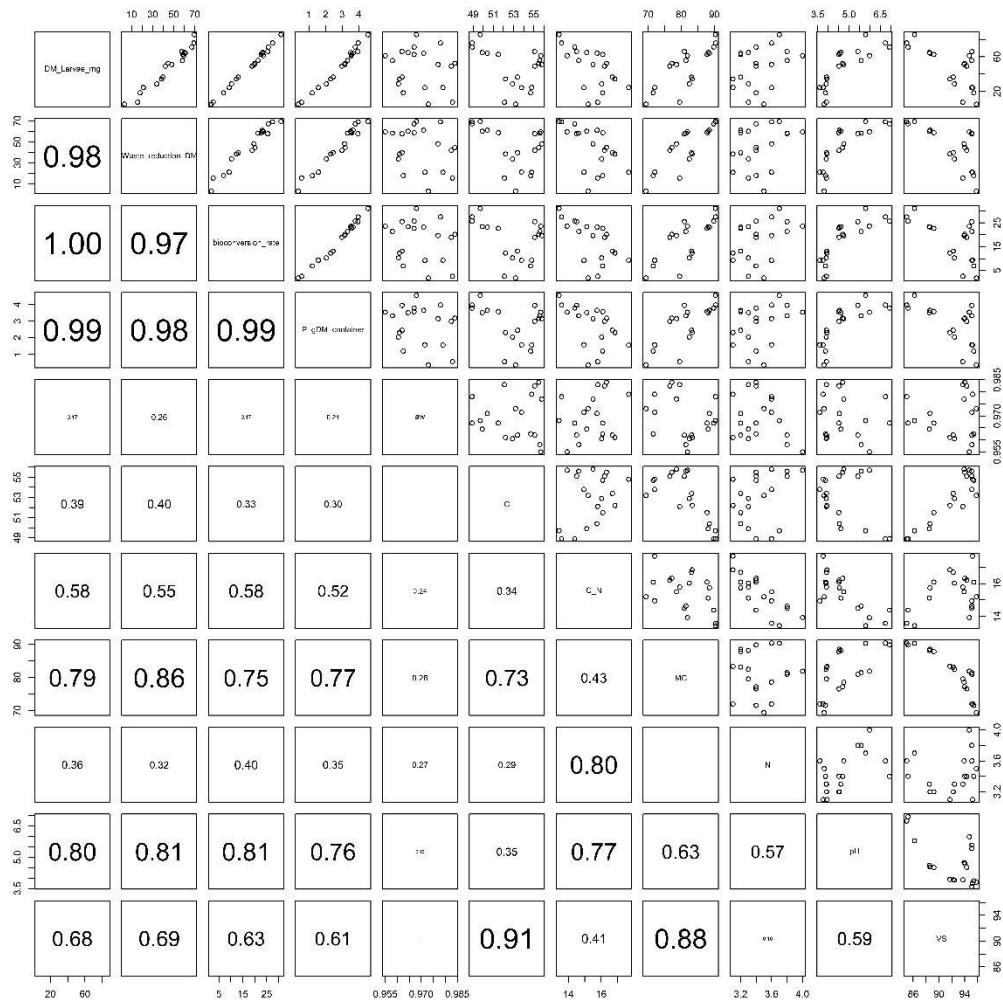 10 30 50 70 1 2 3 4 49 51 53 55 14 16 70 80 90 3.5 5.0 6.5
DM_Larvae_mg 20 60
0.98 Waste_reduction_DM 10 30 50 70
1.00 0.97 bioconversion_rate 5 15 25
0.99 0.98 0.99 P_gDM_container 1 2 3 4
0.17 0.26 0.17 0.21 aW 0.955 0.970 0.985
0.39 0.40 0.33 0.30 C 49 51 53 55
0.58 0.55 0.58 0.52 0.24 0.34 C_N 14 16
70 80 90 0.79 0.86 0.75 0.77 0.73 0.43 MC
0.36 0.32 0.40 0.35 0.27 0.29 0.80 N 3.2 3.6 4.0
3.5 5.0 6.5 0.80 0.81 0.81 0.76 0.35 0.77 0.63 0.57 pH
0.68 0.69 0.63 0.61 0.91 0.41 0.88 0.59 VS 86 90 94
20 60 5 15 25 0.955 0.970 0.985 14 16 3.2 3.6 4.0 86 90 94